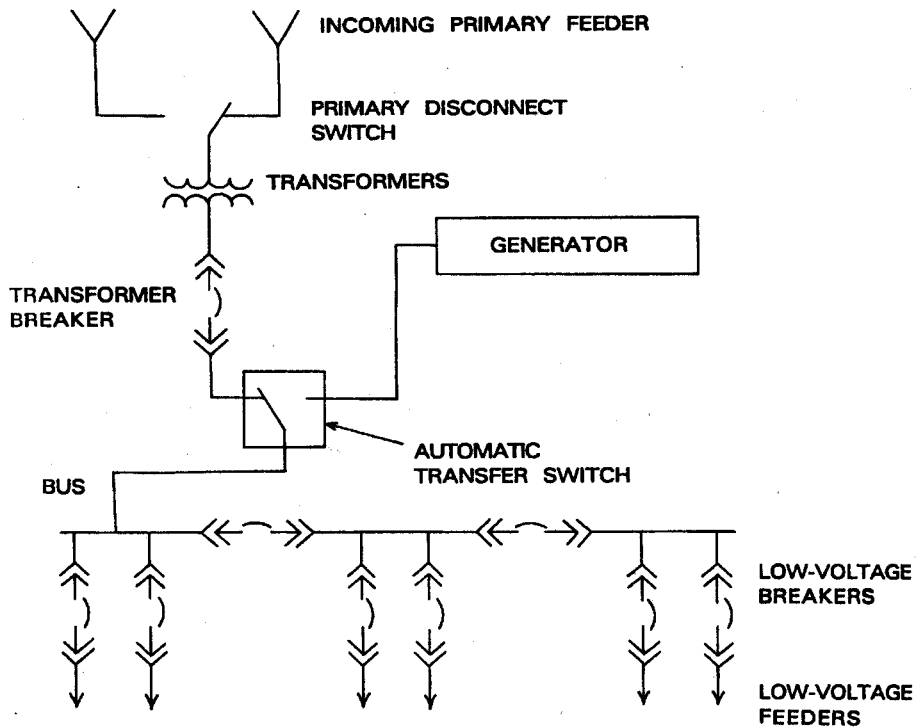 INCOMING PRIMARY FEEDER
PRIMARY DISCONNECT
SWITCH
TRANSFORMERS
GENERATOR
TRANSFORMER
BREAKER
AUTOMATIC
TRANSFER SWITCH
BUS
LOW-VOLTAGE
BREAKERS
LOW-VOLTAGE
FEEDERS